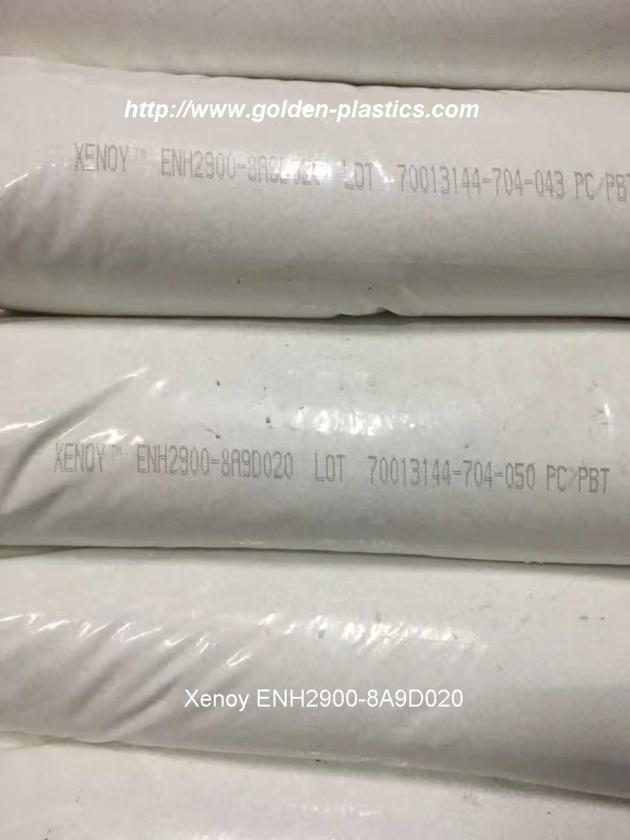 http://www.golden-plastics.com
XENOY™ ENH2900-8A9D020 LOT 70013144-704-043 PC/PBT
XENOY™ ENH2900-8A9D020 LOT 70013144-704-050 PC/PBT
Xenoy ENH2900-8A9D020